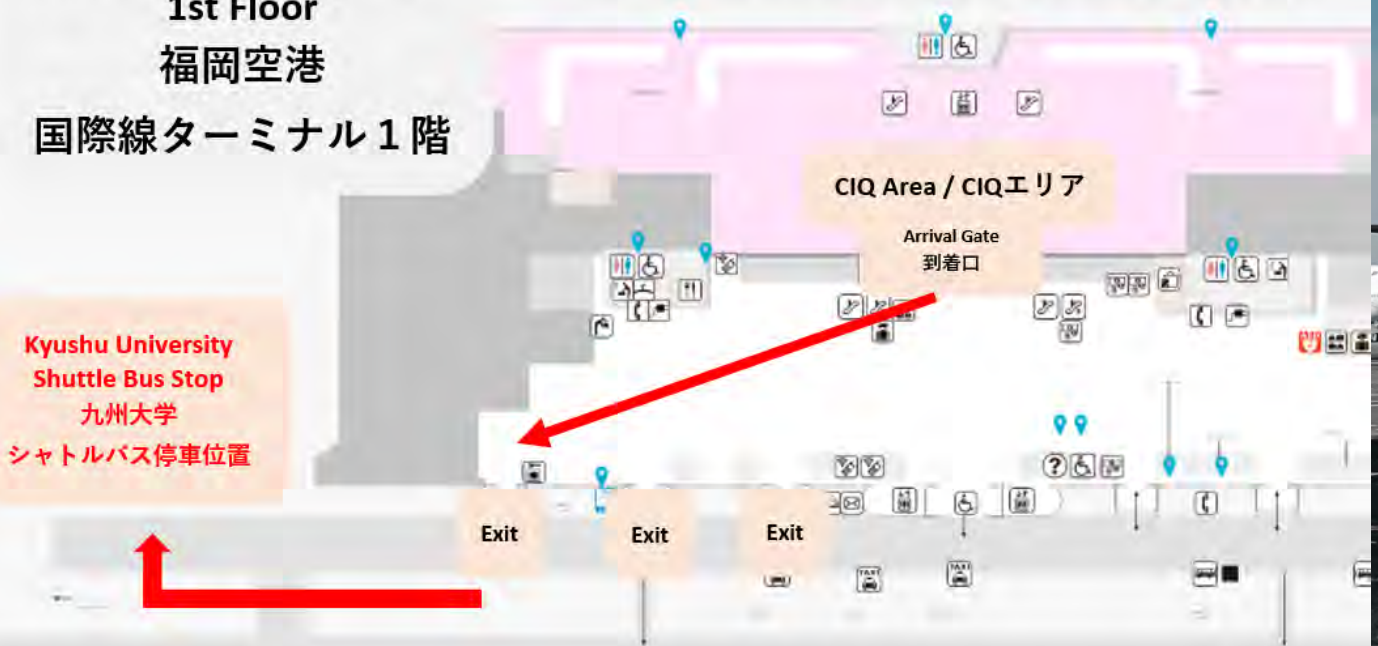 1st Floor
福岡空港
国際線ターミナル1階
CIQ Area / CIQエリア
Arrival Gate
到着口
Kyushu University
Shuttle Bus Stop
九州大学
シャトルバス停車位置
Exit
Exit
Exit
?
TAXI
TAXI